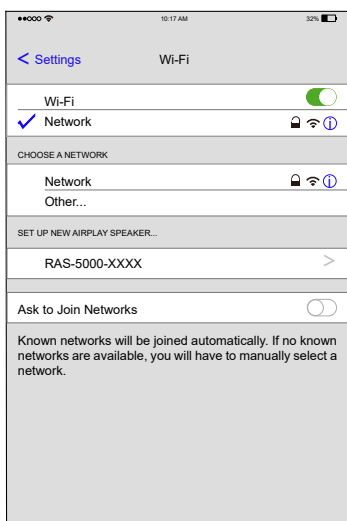 10:17 AM 32%
< Settings Wi-Fi
Wi-Fi
Network
CHOOSE A NETWORK
Network
Other...
SET UP NEW AIRPLAY SPEAKER...
RAS-5000-XXXX >
Ask to Join Networks
Known networks will be joined automatically. If no known
networks are available, you will have to manually select a
network.